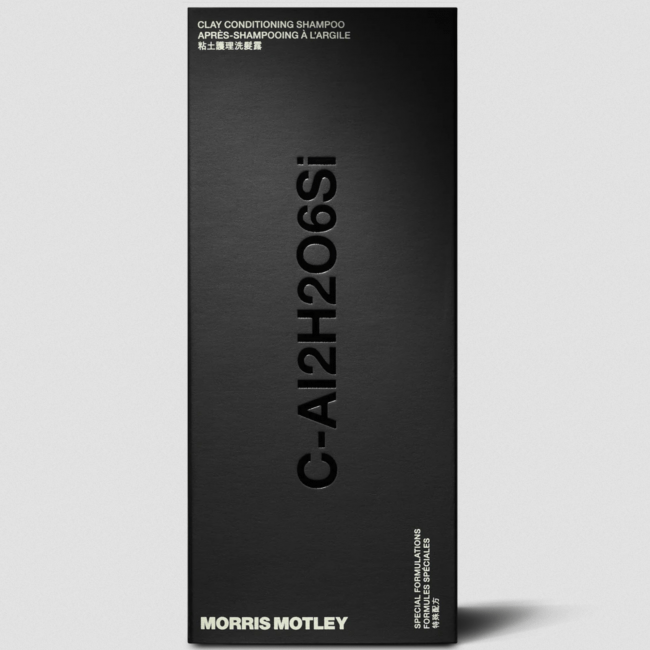 CLAY CONDITIONING SHAMPOO
APRÈS-SHAMPOOING À L'ARGILE
粘土護理洗髮露
C-Al2H2O6Si
MORRIS MOTLEY
SPECIAL FORMULATIONS
FORMULES SPÉCIALES
特殊配方